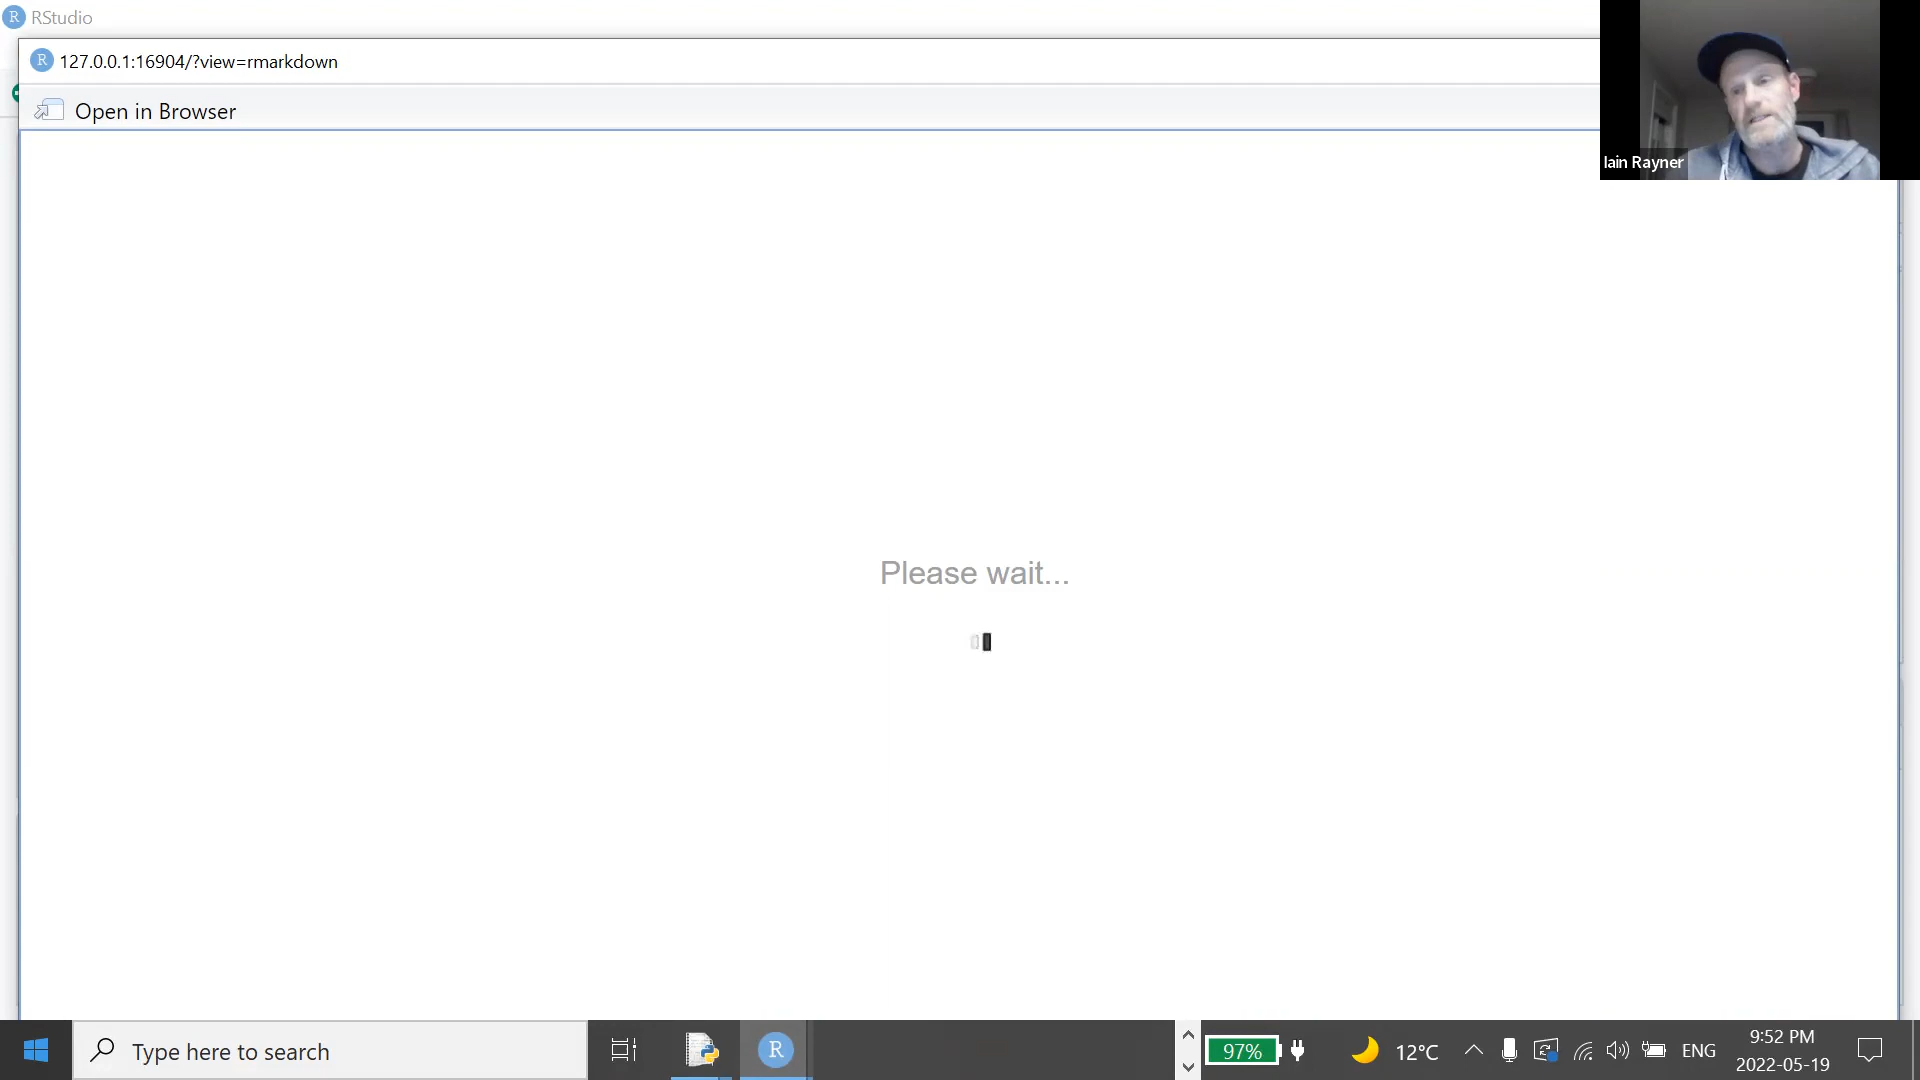 R RStudio
R 127.0.0.1:16904/?view=rmarkdown
Open in Browser
Iain Rayner
Please wait...
Type here to search
R
97%
12°C
ENG
9:52 PM
2022-05-19